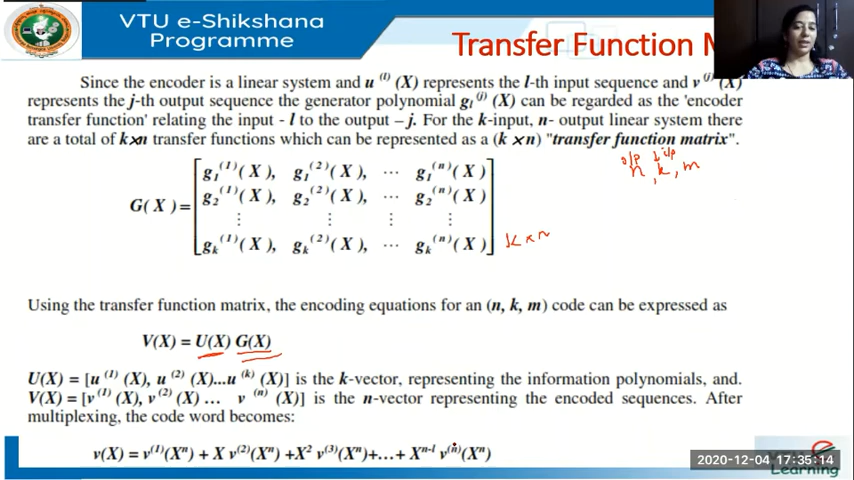 VTU e-Shikshana
Programme
Transfer Function M
Since the encoder is a linear system and u ⁽ˡ⁾ (X) represents the l-th input sequence and v ⁽ʲ⁾ (X)
represents the j-th output sequence the generator polynomial gₗ⁽ʲ⁾ (X) can be regarded as the 'encoder
transfer function' relating the input - l to the output – j. For the k-input, n- output linear system there
are a total of k×n transfer functions which can be represented as a (k × n) "transfer function matrix".
o/p ↓ i/p
n , k , m
g₁⁽¹⁾( X ), g₁⁽²⁾( X ), ⋯ g₁⁽ⁿ⁾( X )
g₂⁽¹⁾( X ), g₂⁽²⁾( X ), ⋯ g₂⁽ⁿ⁾( X )
G( X ) =
⋮ ⋮ ⋮ ⋮
gₖ⁽¹⁾( X ), gₖ⁽²⁾( X ), ⋯ gₖ⁽ⁿ⁾( X ) k × n
Using the transfer function matrix, the encoding equations for an (n, k, m) code can be expressed as
V(X) = U(X) G(X)
U(X) = [u ⁽¹⁾ (X), u ⁽²⁾ (X)...u ⁽ᵏ⁾ (X)] is the k-vector, representing the information polynomials, and.
V(X) = [v⁽¹⁾ (X), v⁽²⁾ (X) … v ⁽ⁿ⁾ (X)] is the n-vector representing the encoded sequences. After
multiplexing, the code word becomes:
v(X) = v⁽¹⁾(Xⁿ) + X v⁽²⁾(Xⁿ) +X² v⁽³⁾(Xⁿ)+…+ Xⁿ⁻ˡ v⁽ⁿ⁾(Xⁿ)
2020-12-04 17:35:14
VTU e
Learning